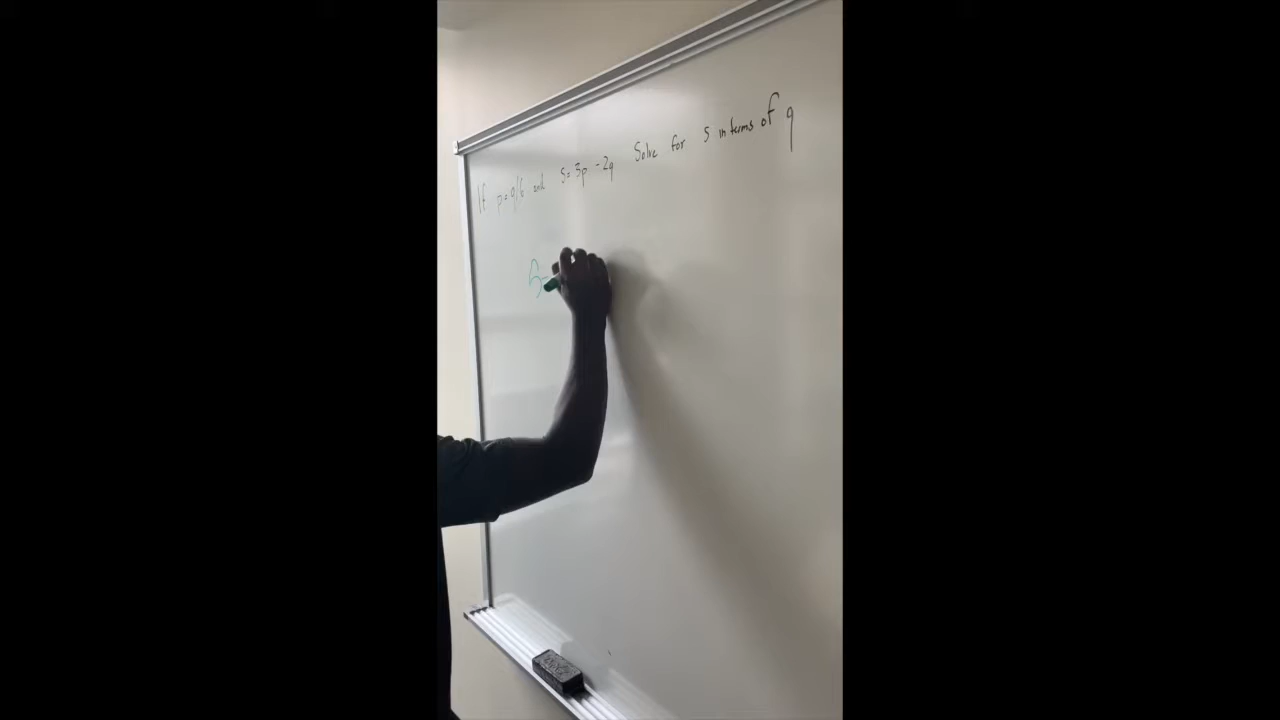 If p=q/6 and s=3p -2q Solve for s in terms of q
S=